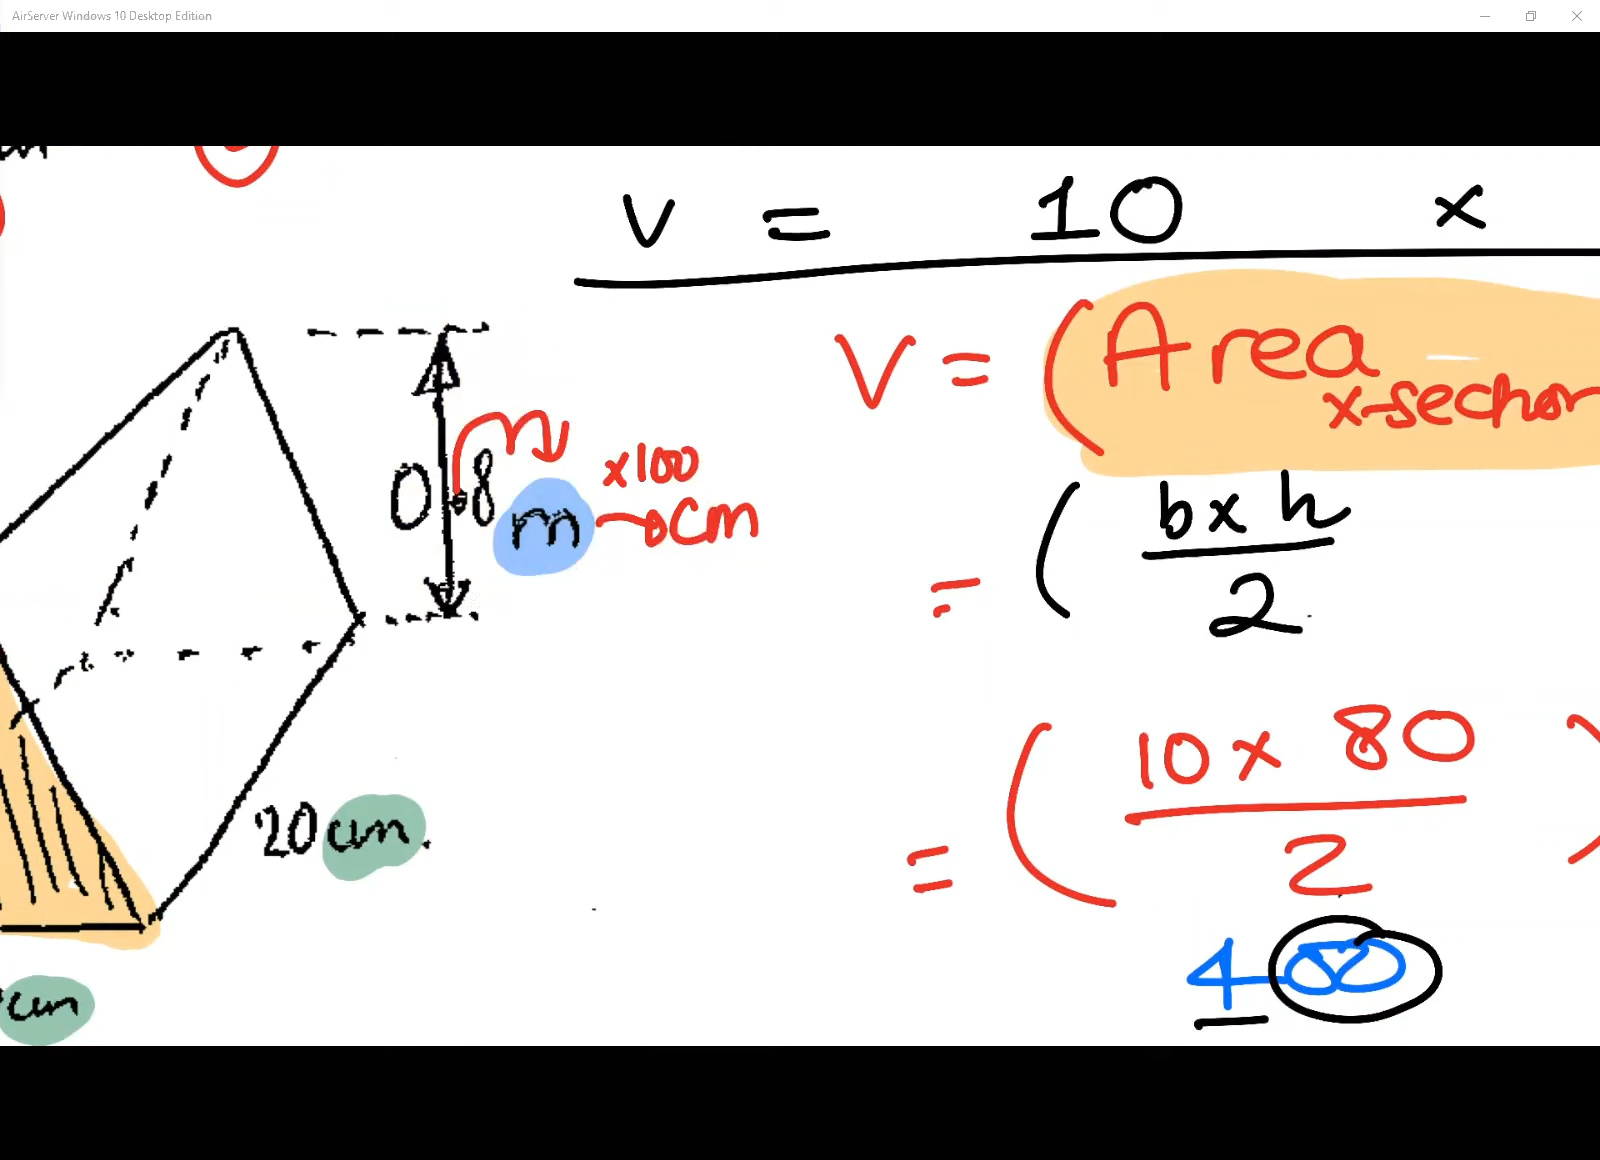 AirServer Windows 10 Desktop Edition
V = 10 x
V = (Area x-section
0.8 m x100 cm
= ( b x h
2
= ( 10 x 80 )
2
20 cm.
400
cm